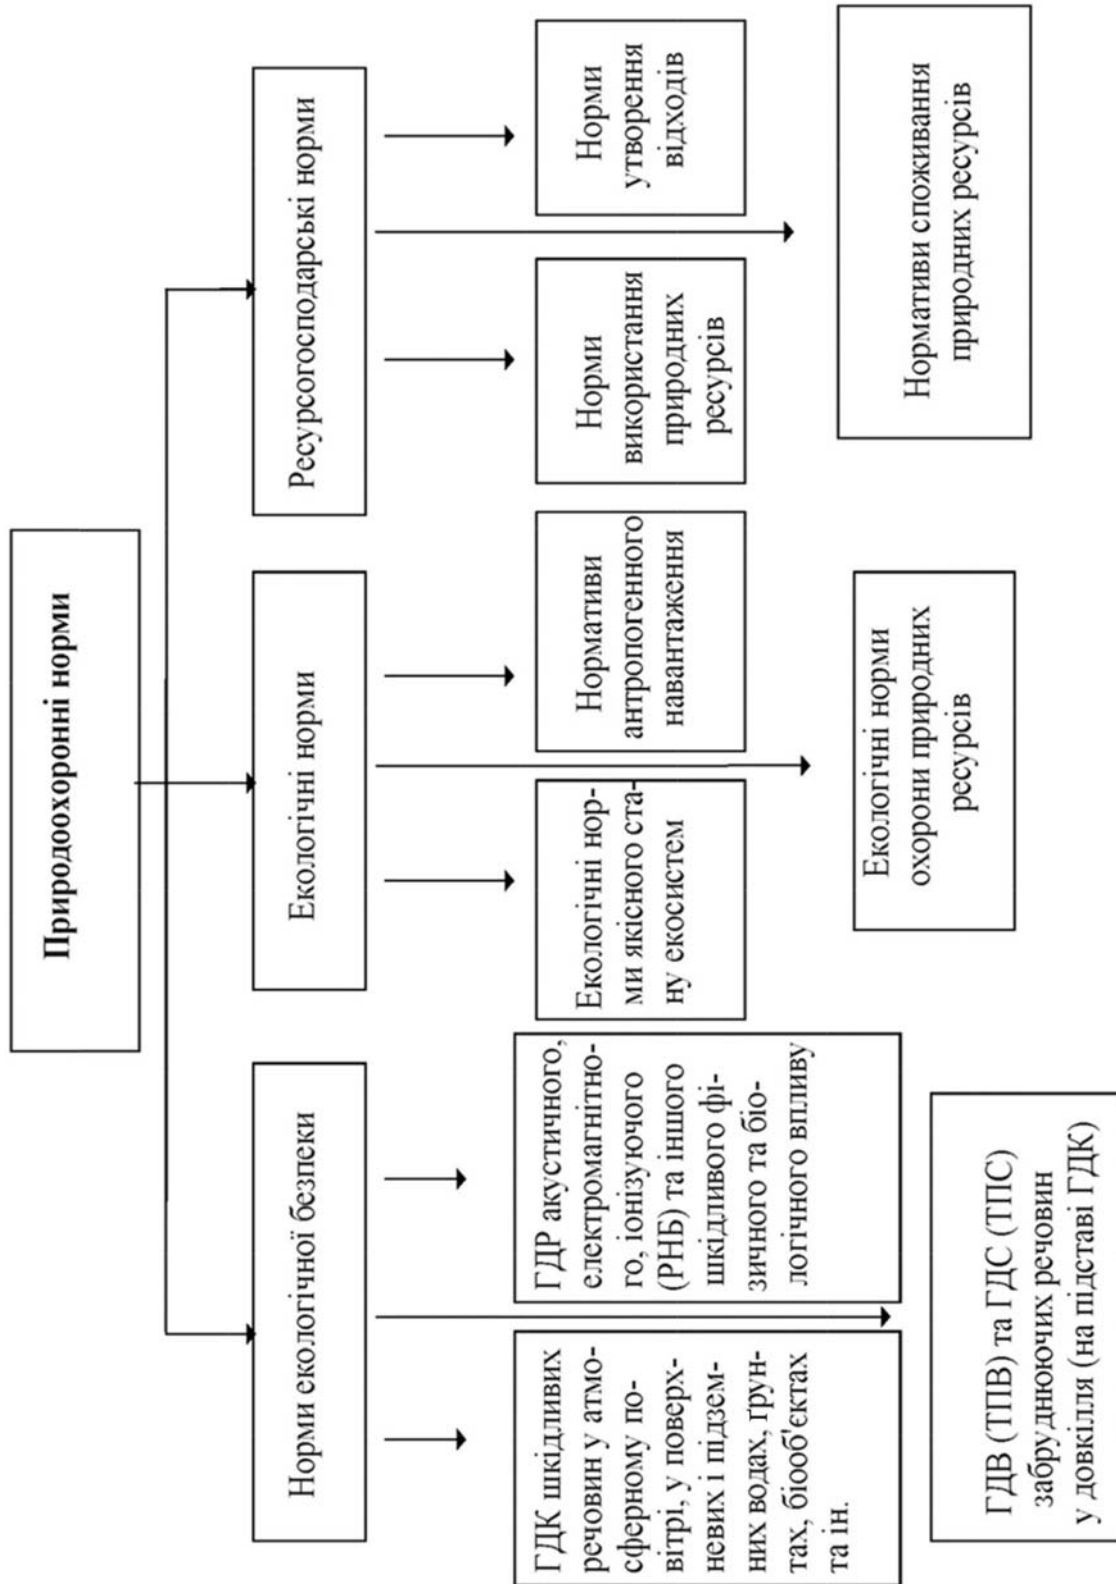 Природоохоронні норми
Норми екологічної безпеки
Екологічні норми
Ресурсогосподарські норми
ГДК шкідливих
речовин у атмо-
сферному по-
вітрі, у поверх-
невих і підзем-
них водах, ґрун-
тах, біооб'єктах
та ін.
ГДР акустичного,
електромагнітно-
го, іонізуючого
(РНБ) та іншого
шкідливого фі-
зичного та біо-
логічного впливу
Екологічні нор-
ми якісного ста-
ну екосистем
Нормативи
антропогенного
навантаження
Норми
використання
природних
ресурсів
Норми
утворення
відходів
ГДВ (ТПВ) та ГДС (ТПС)
забруднюючих речовин
у довкілля (на підставі ГДК)
Екологічні норми
охорони природних
ресурсів
Нормативи споживання
природних ресурсів